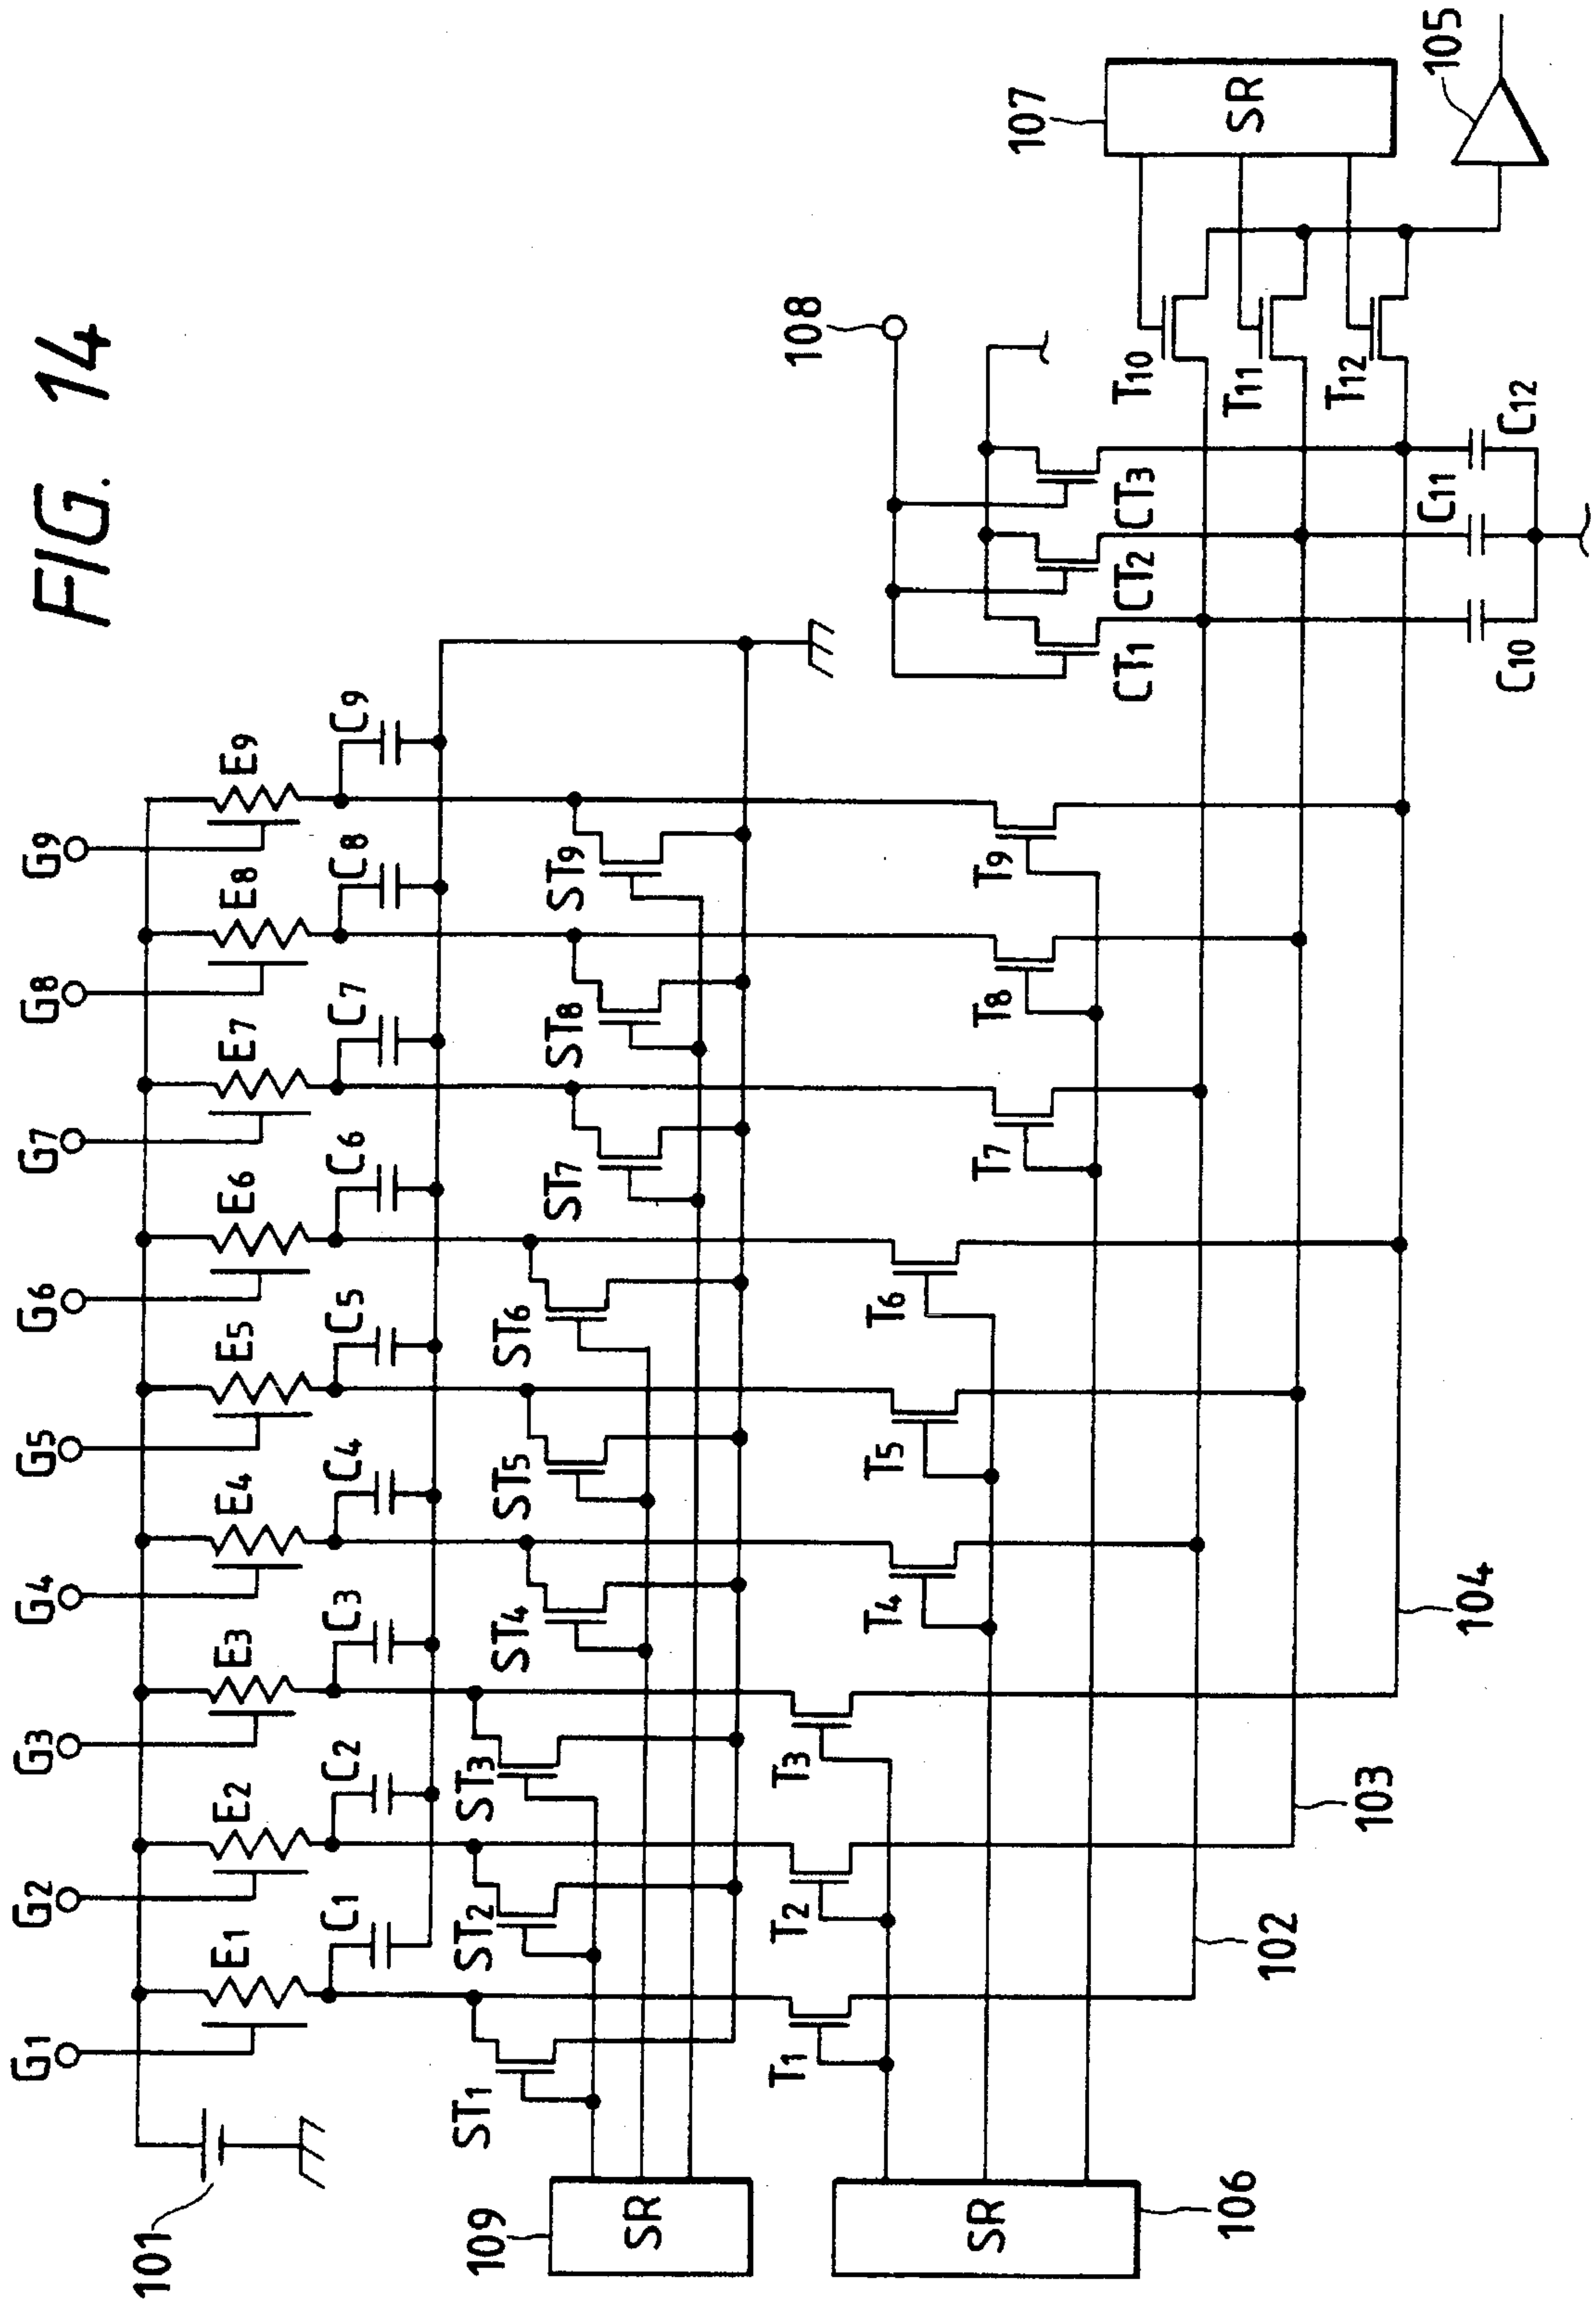 FIG. 14
G1 G2 G3 G4 G5 G6 G7 G8 G9
E1 E2 E3 E4 E5 E6 E7 E8 E9
C1 C2 C3 C4 C5 C6 C7 C8 C9
101
ST1 ST2 ST3 ST4 ST5 ST6 ST7 ST8 ST9
109
SR
T1 T2 T3 T4 T5 T6 T7 T8 T9
106
SR
102
103
104
108
CT1 CT2 CT3
C10 C11 C12
T10
T11
T12
107
SR
105